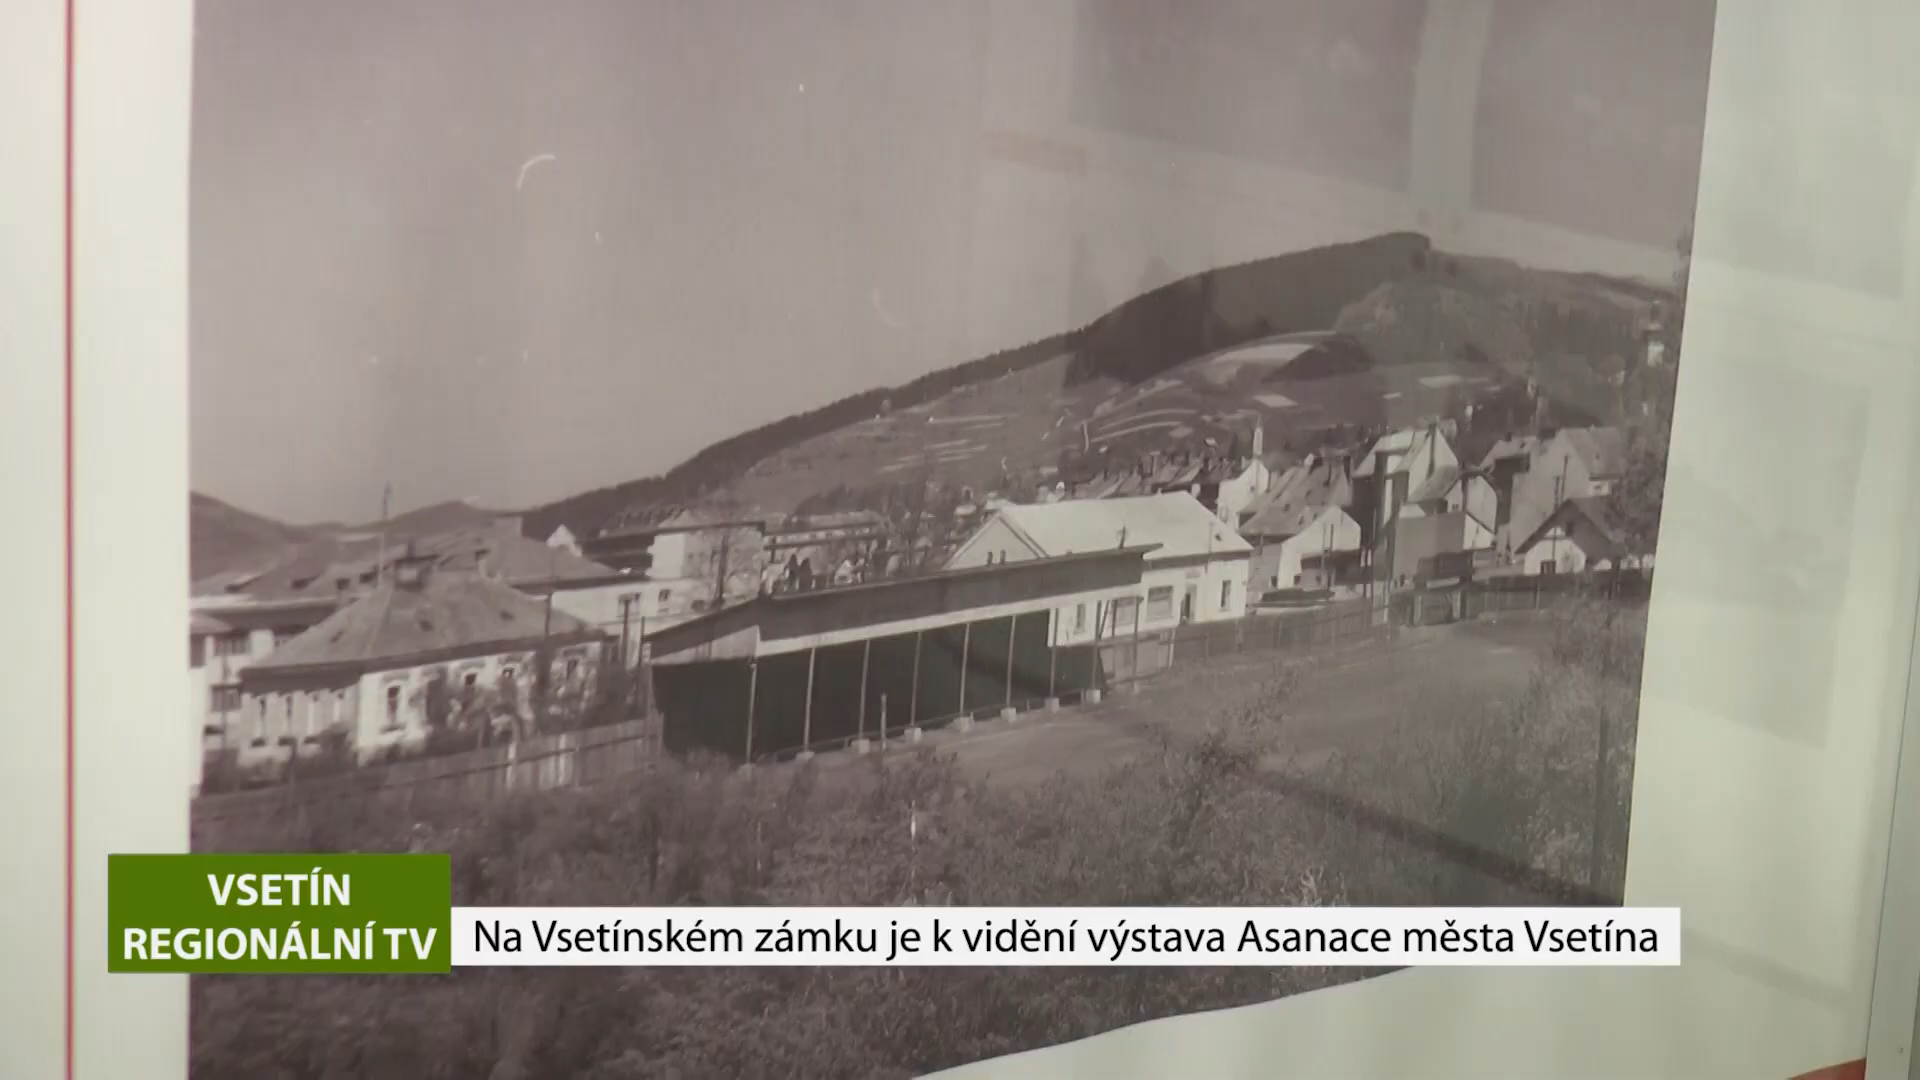 VSETÍN
REGIONÁLNÍ TV
Na Vsetínském zámku je k vidění výstava Asanace města Vsetína